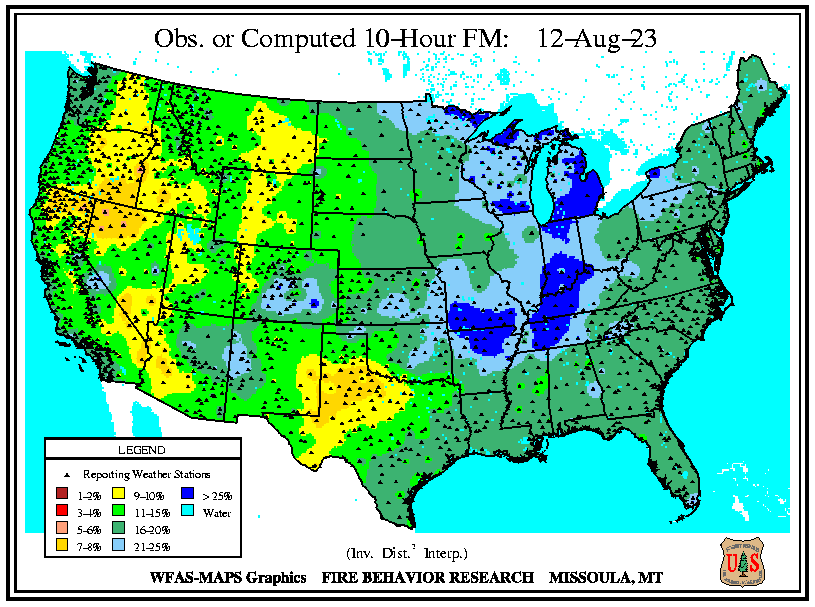 Obs. or Computed 10-Hour FM: 12-Aug-23
LEGEND
Reporting Weather Stations
1-2% 9-10% > 25%
3-4% 11-15% Water
5-6% 16-20%
7-8% 21-25%
(Inv. Dist.² Interp.)
WFAS-MAPS Graphics FIRE BEHAVIOR RESEARCH MISSOULA, MT
U S